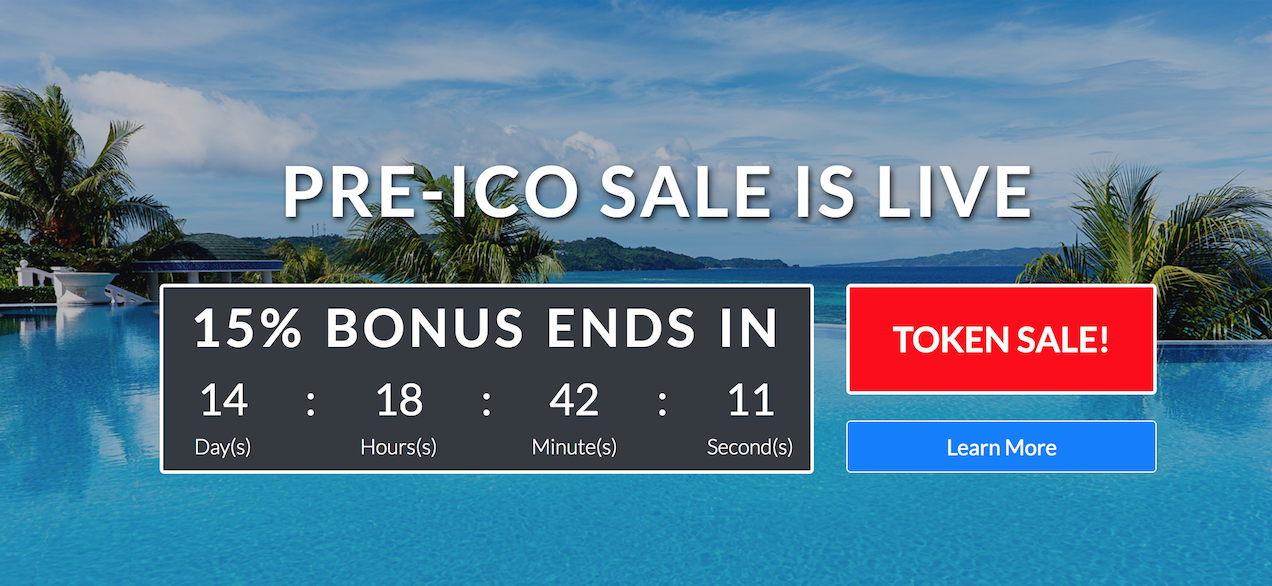 PRE-ICO SALE IS LIVE
15% BONUS ENDS IN
14 : 18 : 42 : 11
Day(s) Hours(s) Minute(s) Second(s)
TOKEN SALE!
Learn More